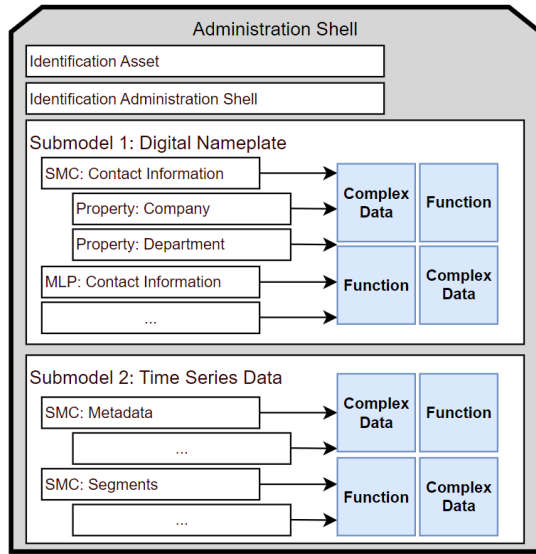 Administration Shell
Identification Asset
Identification Administration Shell
Submodel 1: Digital Nameplate
SMC: Contact Information
Property: Company
Property: Department
MLP: Contact Information
...
Complex
Data
Function
Function
Complex
Data
Submodel 2: Time Series Data
SMC: Metadata
...
SMC: Segments
...
Complex
Data
Function
Function
Complex
Data